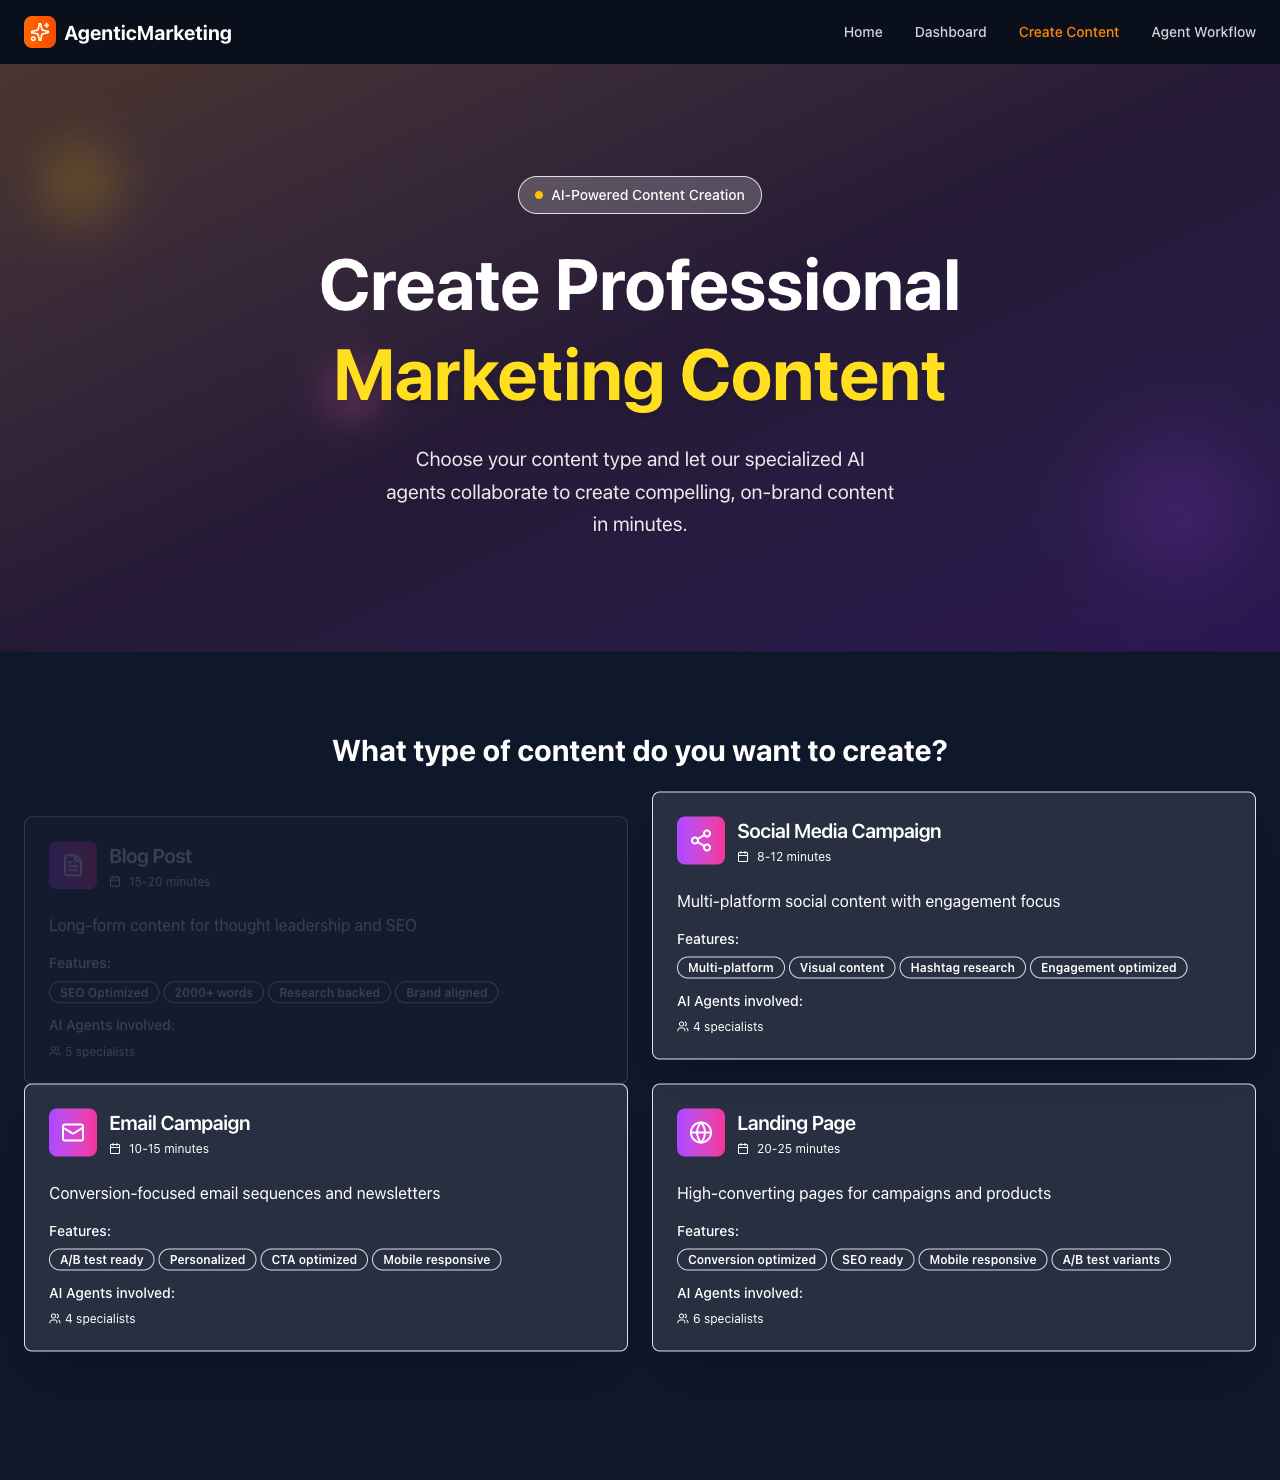 AgenticMarketing
Home
Dashboard
Create Content
Agent Workflow
AI-Powered Content Creation
Create Professional
Marketing Content
Choose your content type and let our specialized AI
agents collaborate to create compelling, on-brand content
in minutes.
What type of content do you want to create?
Blog Post
15-20 minutes
Long-form content for thought leadership and SEO
Features:
SEO Optimized
2000+ words
Research backed
Brand aligned
AI Agents involved:
5 specialists
Social Media Campaign
8-12 minutes
Multi-platform social content with engagement focus
Features:
Multi-platform
Visual content
Hashtag research
Engagement optimized
AI Agents involved:
4 specialists
Email Campaign
10-15 minutes
Conversion-focused email sequences and newsletters
Features:
A/B test ready
Personalized
CTA optimized
Mobile responsive
AI Agents involved:
4 specialists
Landing Page
20-25 minutes
High-converting pages for campaigns and products
Features:
Conversion optimized
SEO ready
Mobile responsive
A/B test variants
AI Agents involved:
6 specialists